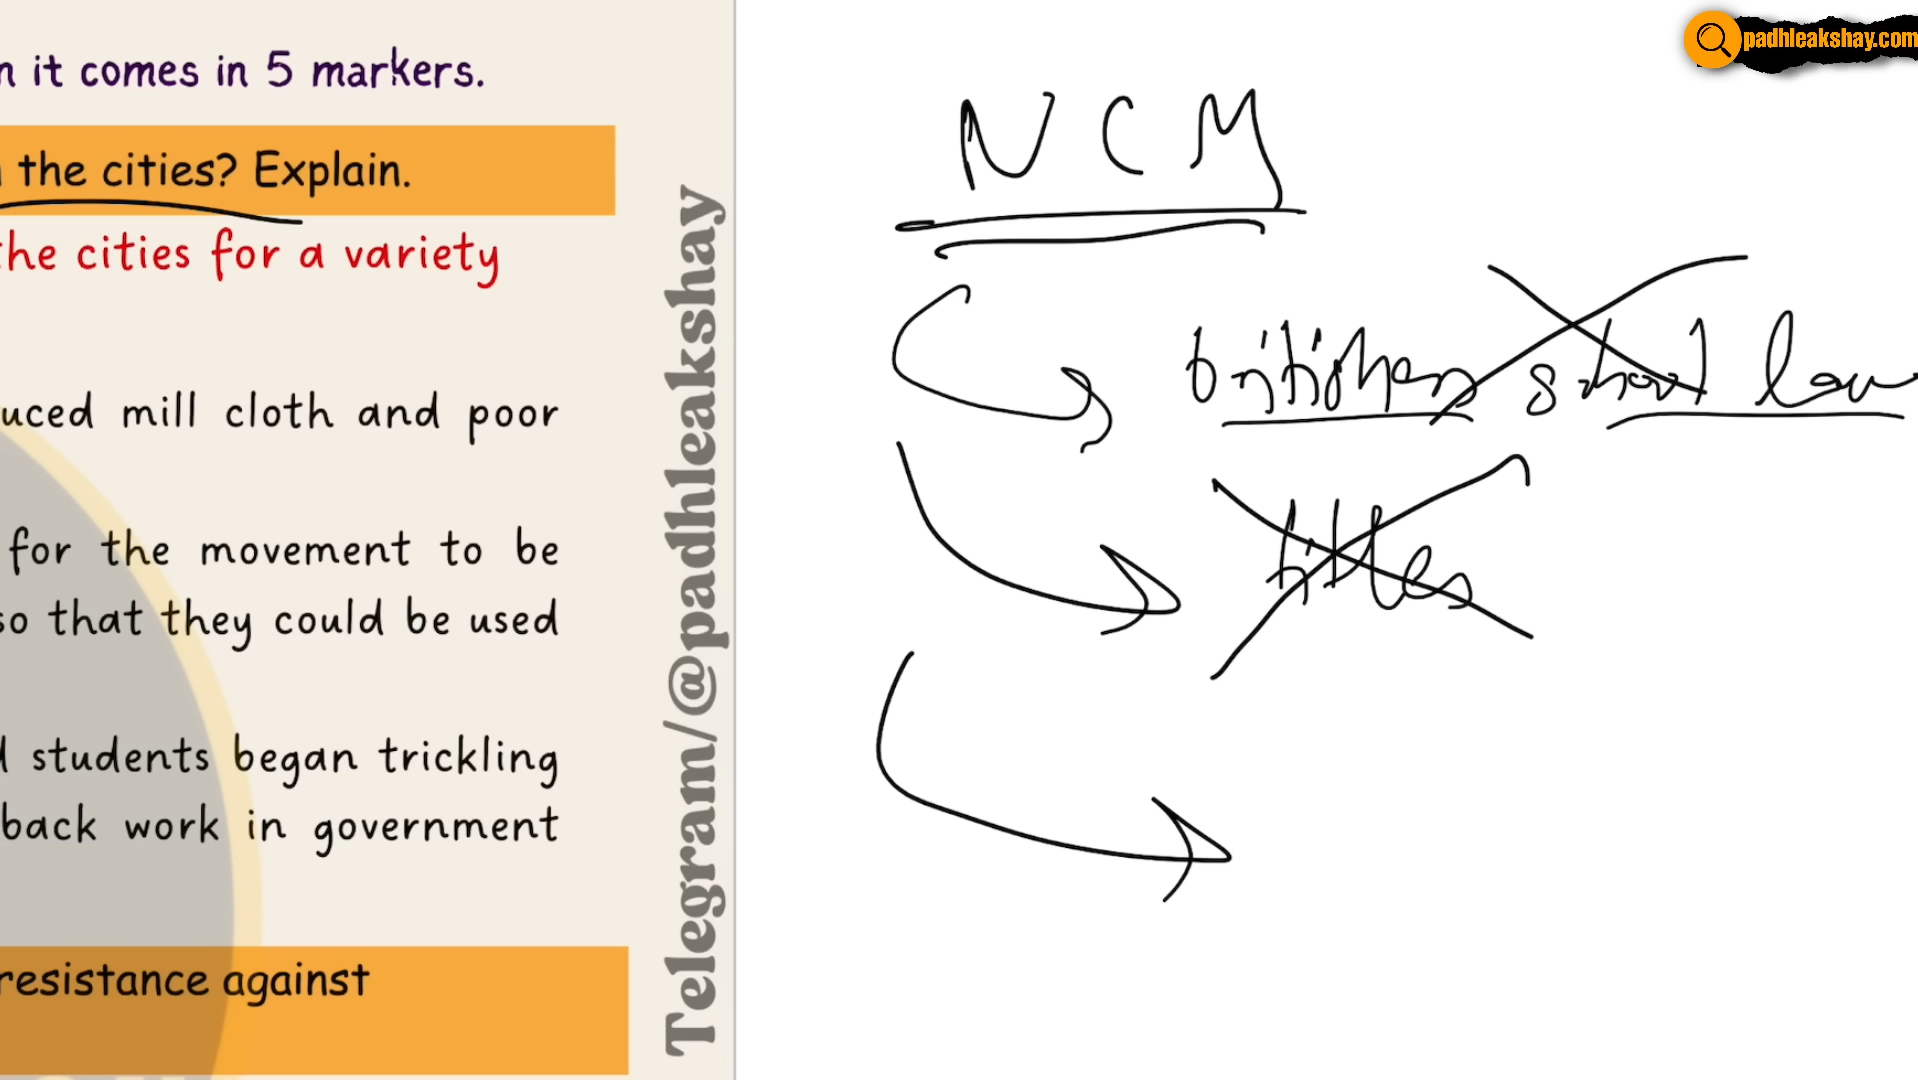 padhleakshay.com
n it comes in 5 markers.
the cities? Explain.
the cities for a variety
uced mill cloth and poor
for the movement to be
so that they could be used
students began trickling
back work in government
resistance against
Telegram/@padhleakshay
NCM
britishers school law
titles